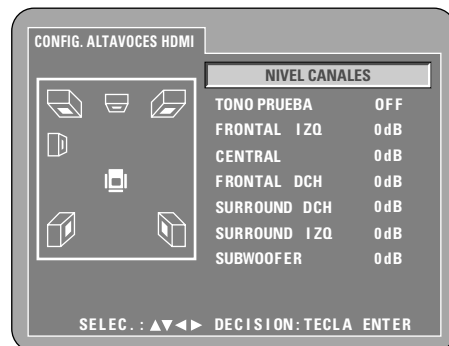 CONFIG. ALTAVOCES HDMI
NIVEL CANALES
TONO PRUEBA OFF
FRONTAL IZQ 0dB
CENTRAL 0dB
FRONTAL DCH 0dB
SURROUND DCH 0dB
SURROUND IZQ 0dB
SUBWOOFER 0dB
SELEC.:▲▼◄► DECISION:TECLA ENTER